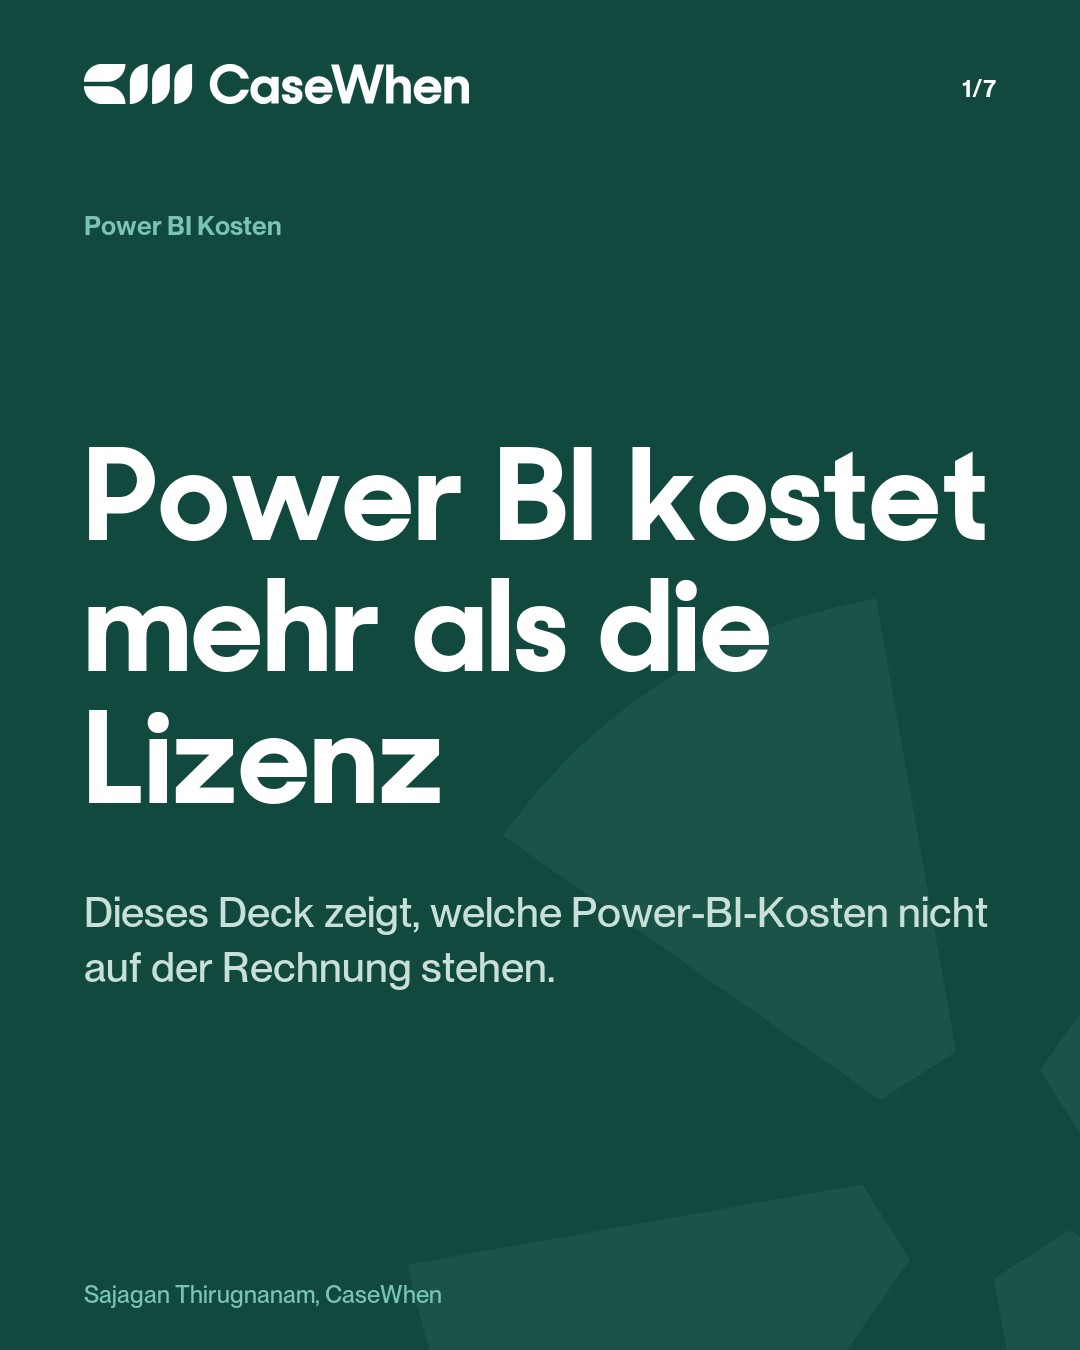 CaseWhen
1/7
Power BI Kosten
Power BI kostet
mehr als die
Lizenz
Dieses Deck zeigt, welche Power-BI-Kosten nicht
auf der Rechnung stehen.
Sajagan Thirugnanam, CaseWhen